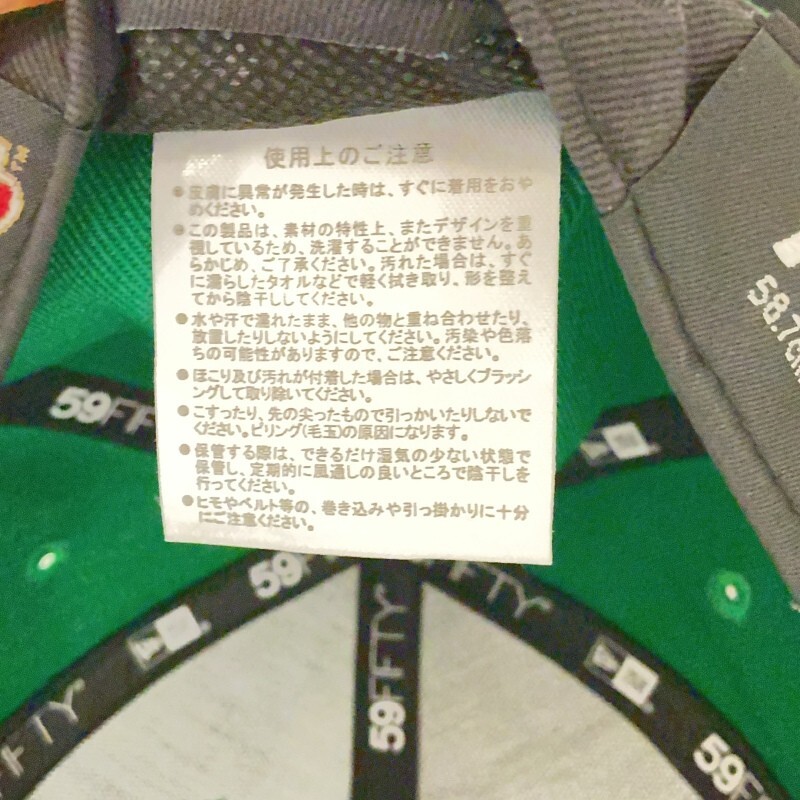 使用上のご注意
●皮膚に異常が発生した時は、すぐに着用をおや
めください。
●この製品は、素材の特性上、またデザインを重
視しているため、洗濯することができません。あ
らかじめ、ご了承ください。汚れた場合は、すぐ
に濡らしたタオルなどで軽く拭き取り、形を整え
てから陰干ししてください。
●水や汗で濡れたまま、他の物と重ね合わせたり、
放置したりしないようにしてください。汚染や色落
ちの可能性がありますので、ご注意ください。
●ほこり及び汚れが付着した場合は、やさしくブラッシ
ングして取り除いてください。
●こすったり、先の尖ったもので引っかいたりしないで
ください。ピリング(毛玉)の原因になります。
●保管する際は、できるだけ湿気の少ない状態で
保管し、定期的に風通しの良いところで陰干しを
行ってください。
●ヒモやベルト等の、巻き込みや引っ掛かりに十分
にご注意ください。
58.7cm
59FIF
59F
FIFTY
FIFTY
59FIFTY
59